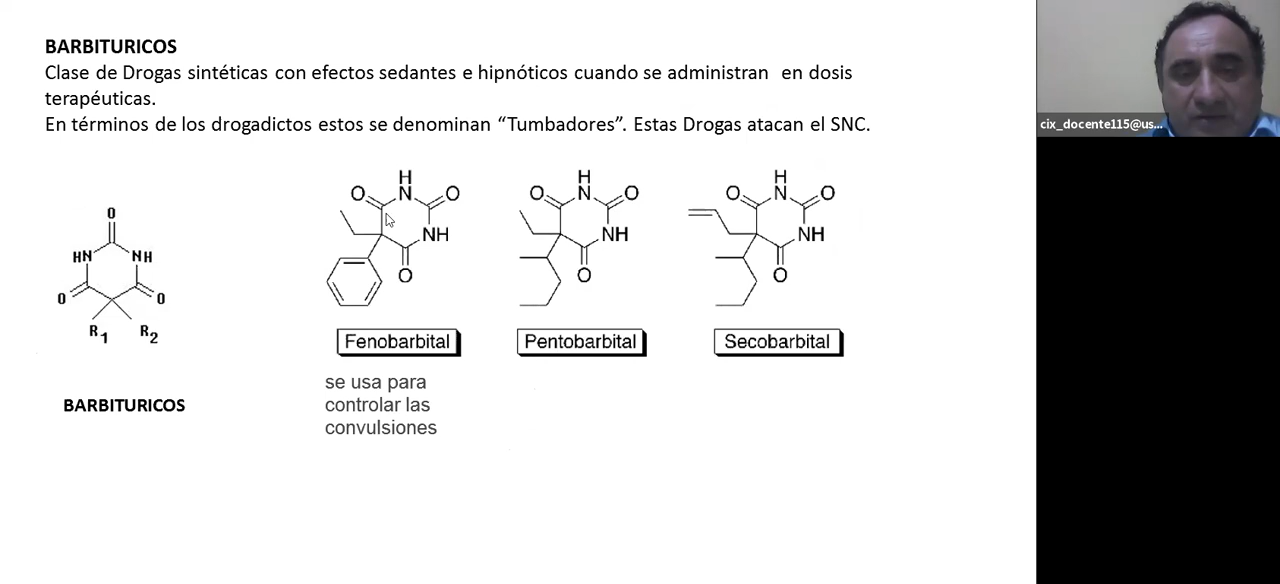 BARBITURICOS
Clase de Drogas sintéticas con efectos sedantes e hipnóticos cuando se administran en dosis
terapéuticas.
En términos de los drogadictos estos se denominan “Tumbadores”. Estas Drogas atacan el SNC.
cix_docente115@us...
O
HN
NH
O
O
R1
R2
H
N
O
O
NH
O
H
N
O
O
NH
O
H
N
O
O
NH
O
Fenobarbital
Pentobarbital
Secobarbital
se usa para
controlar las
convulsiones
BARBITURICOS